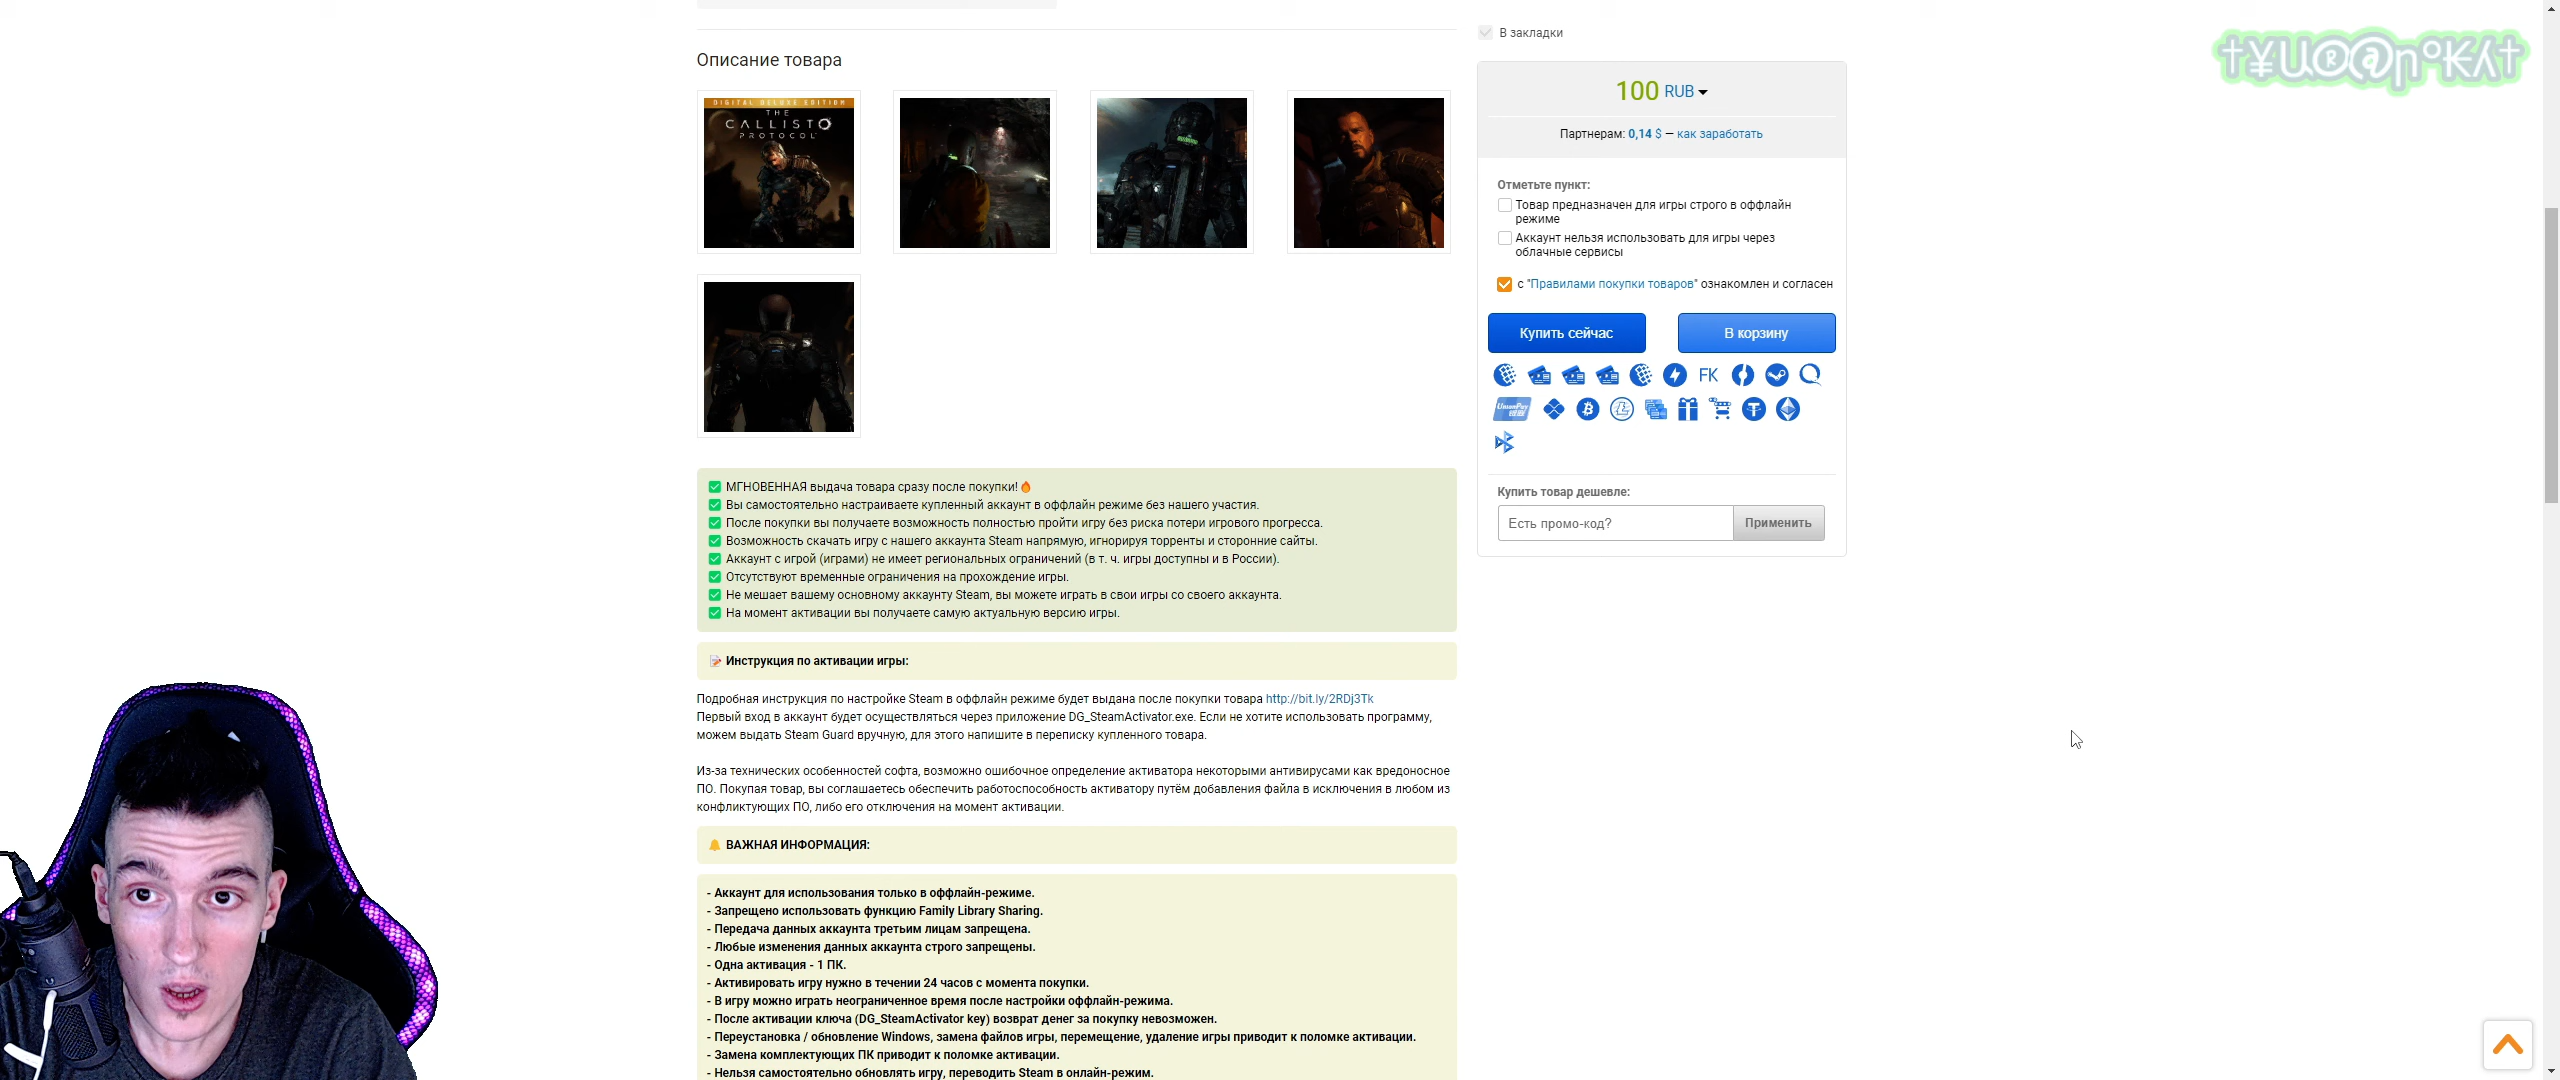 В закладки
Описание товара
DIGITAL DELUXE EDITION
THE
CALLISTO
PROTOCOL
100 RUB
Партнерам: 0,14 $ — как заработать
Отметьте пункт:
Товар предназначен для игры строго в оффлайн
режиме
Аккаунт нельзя использовать для игры через
облачные сервисы
с "Правилами покупки товаров" ознакомлен и согласен
Купить сейчас
В корзину
FK
UnionPay
Купить товар дешевле:
Есть промо-код?
Применить
МГНОВЕННАЯ выдача товара сразу после покупки!
Вы самостоятельно настраиваете купленный аккаунт в оффлайн режиме без нашего участия.
После покупки вы получаете возможность полностью пройти игру без риска потери игрового прогресса.
Возможность скачать игру с нашего аккаунта Steam напрямую, игнорируя торренты и сторонние сайты.
Аккаунт с игрой (играми) не имеет региональных ограничений (в т. ч. игры доступны и в России).
Отсутствуют временные ограничения на прохождение игры.
Не мешает вашему основному аккаунту Steam, вы можете играть в свои игры со своего аккаунта.
На момент активации вы получаете самую актуальную версию игры.
Инструкция по активации игры:
Подробная инструкция по настройке Steam в оффлайн режиме будет выдана после покупки товара http://bit.ly/2RDj3Tk
Первый вход в аккаунт будет осуществляться через приложение DG_SteamActivator.exe. Если не хотите использовать программу,
можем выдать Steam Guard вручную, для этого напишите в переписку купленного товара.
Из-за технических особенностей софта, возможно ошибочное определение активатора некоторыми антивирусами как вредоносное
ПО. Покупая товар, вы соглашаетесь обеспечить работоспособность активатору путём добавления файла в исключения в любом из
конфликтующих ПО, либо его отключения на момент активации.
ВАЖНАЯ ИНФОРМАЦИЯ:
- Аккаунт для использования только в оффлайн-режиме.
- Запрещено использовать функцию Family Library Sharing.
- Передача данных аккаунта третьим лицам запрещена.
- Любые изменения данных аккаунта строго запрещены.
- Одна активация - 1 ПК.
- Активировать игру нужно в течении 24 часов с момента покупки.
- В игру можно играть неограниченное время после настройки оффлайн-режима.
- После активации ключа (DG_SteamActivator key) возврат денег за покупку невозможен.
- Переустановка / обновление Windows, замена файлов игры, перемещение, удаление игры приводит к поломке активации.
- Замена комплектующих ПК приводит к поломке активации.
- Нельзя самостоятельно обновлять игру, переводить Steam в онлайн-режим.